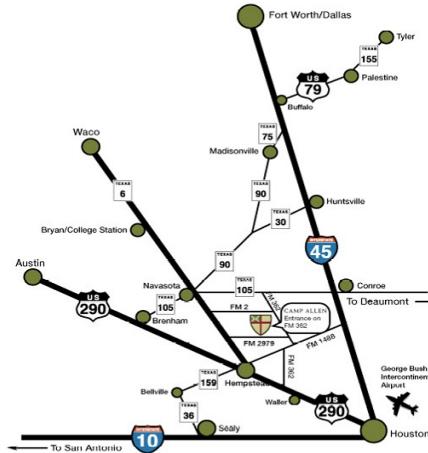 Fort Worth/Dallas
Tyler
TEXAS
155
Palestine
US
79
Buffalo
TEXAS
75
Waco
Madisonville
TEXAS
6
TEXAS
90
Huntsville
TEXAS
30
Bryan/College Station
INTERSTATE
45
TEXAS
90
Austin
Navasota
TEXAS
105
FM 362
Conroe
To Beaumont
US
290
TEXAS
105
Brenham
FM 2
CAMP ALLEN
Entrance on
FM 362
FM 2979
FM 1488
FM 362
George Bush
Intercontinental
Airport
TEXAS
159
Hempstead
Bellville
Waller
US
290
TEXAS
36
Sealy
Houston
INTERSTATE
10
To San Antonio